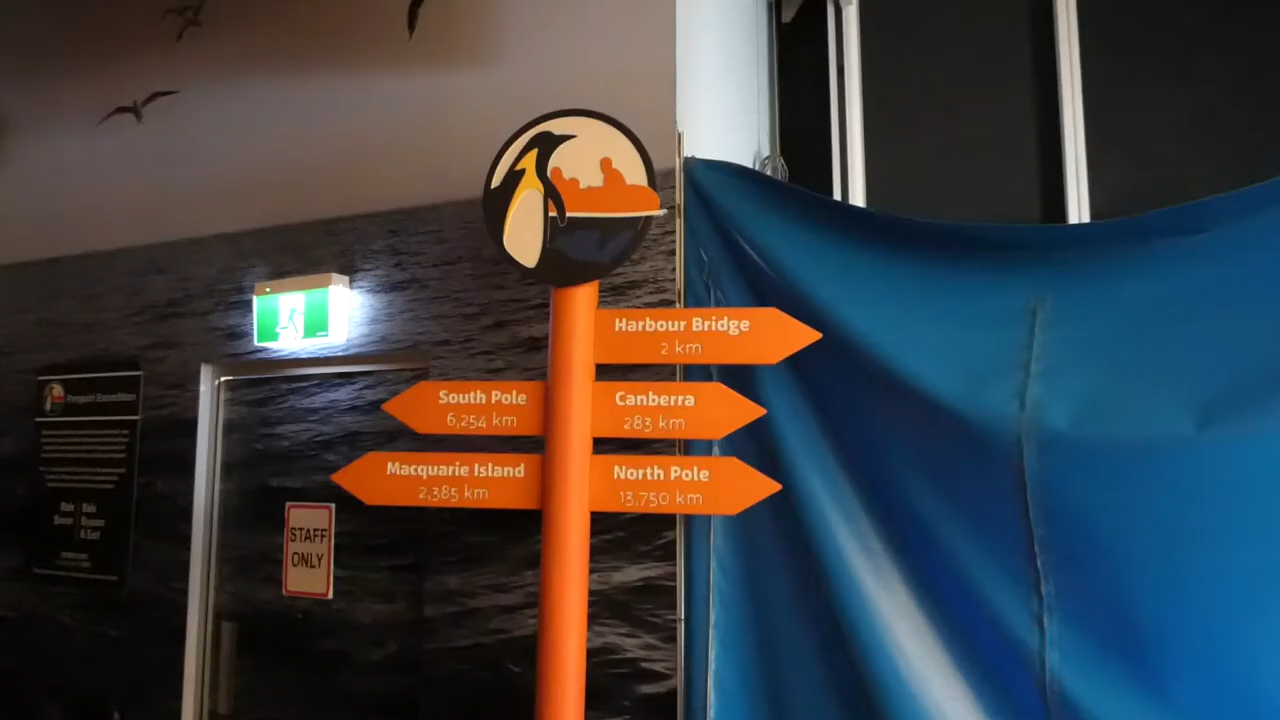 Harbour Bridge
2 km
South Pole
6,254 km
Canberra
283 km
Macquarie Island
2,385 km
North Pole
13,750 km
STAFF
ONLY
Penguin Expedition